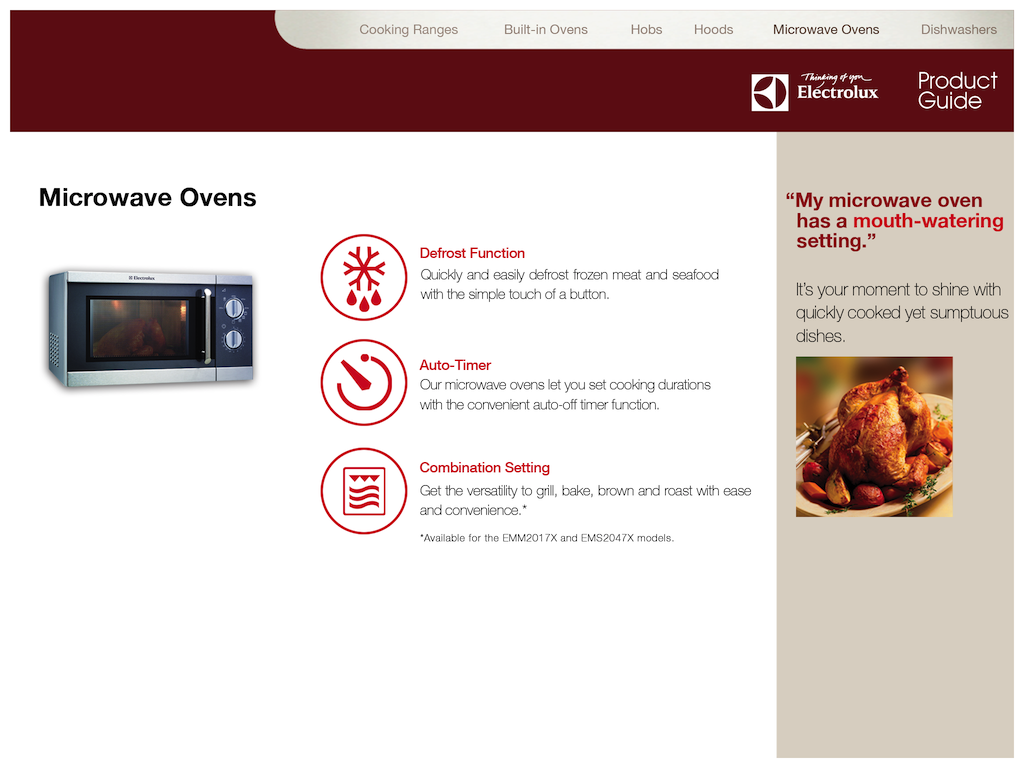 Cooking Ranges Built-in Ovens Hobs Hoods Microwave Ovens Dishwashers
Thinking of you
Electrolux
Product
Guide
Microwave Ovens
Electrolux
Defrost Function
Quickly and easily defrost frozen meat and seafood
with the simple touch of a button.
Auto-Timer
Our microwave ovens let you set cooking durations
with the convenient auto-off timer function.
Combination Setting
Get the versatility to grill, bake, brown and roast with ease
and convenience.*
*Available for the EMM2017X and EMS2047X models.
“My microwave oven
has a mouth-watering
setting.”
It’s your moment to shine with
quickly cooked yet sumptuous
dishes.